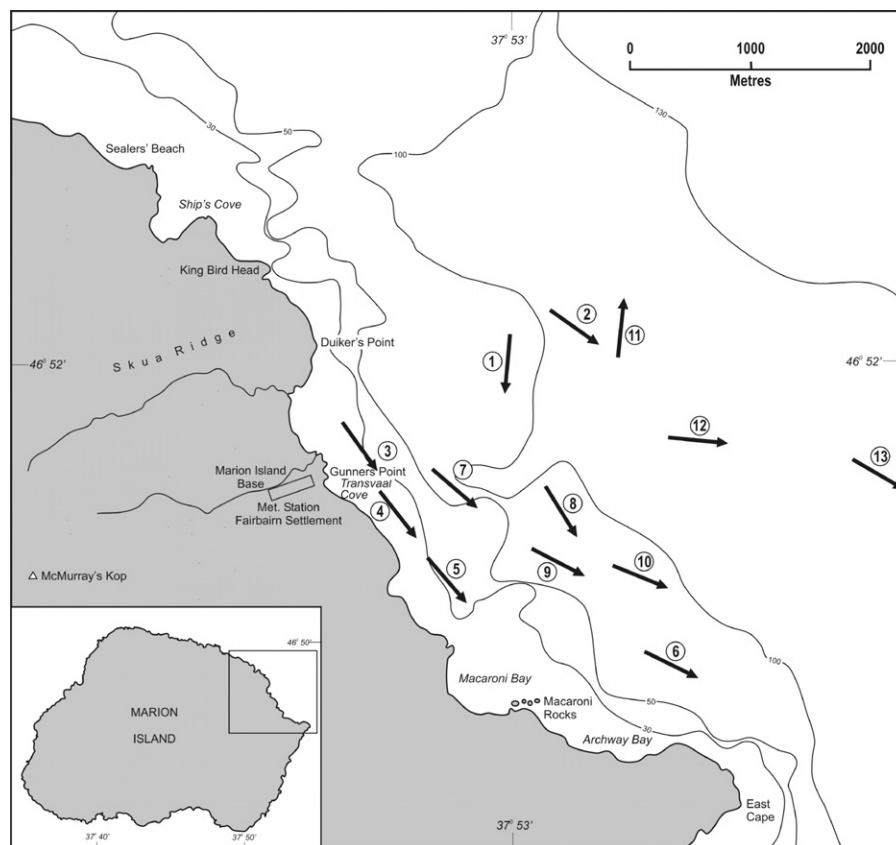 37° 53'
0 1000 2000
Metres
130
50
30
100
Sealers' Beach
Ship's Cove
King Bird Head
Skua Ridge
Duiker's Point
46° 52'
46° 52'
1
2
11
12
13
3
7
8
Gunners Point
Transvaal
Cove
Marion Island
Base
Met. Station
Fairbairn Settlement
4
5
9
10
McMurray's Kop
6
Macaroni Bay
Macaroni
Rocks
Archway Bay
50
30
100
East
Cape
37° 53'
46° 50'
MARION
ISLAND
37° 40'
37° 50'